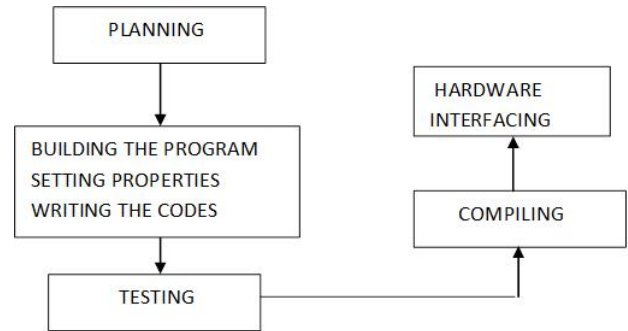 PLANNING
BUILDING THE PROGRAM
SETTING PROPERTIES
WRITING THE CODES
TESTING
COMPILING
HARDWARE
INTERFACING